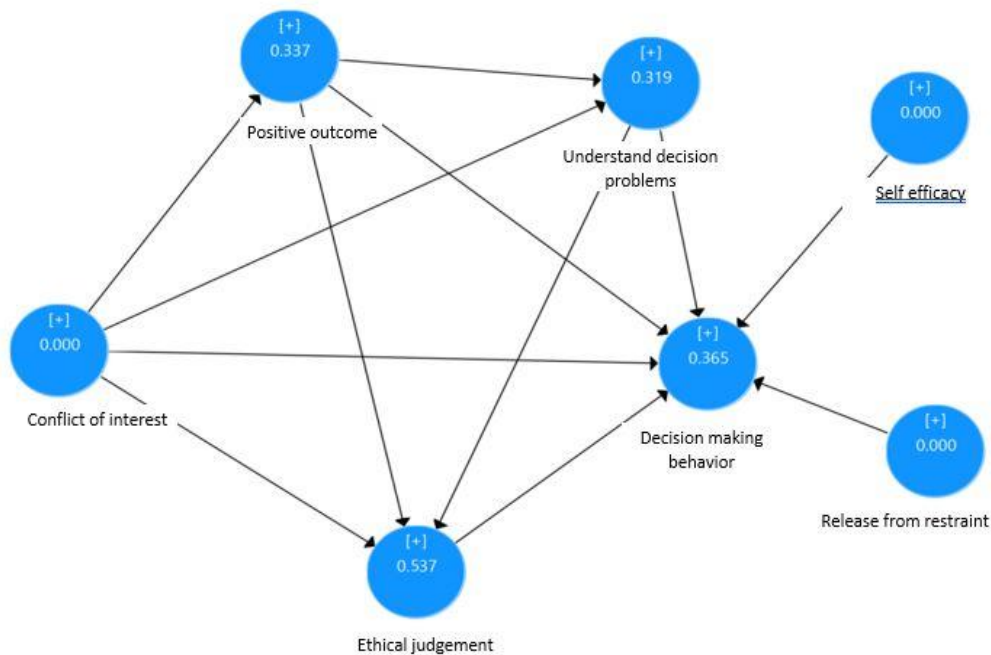 [+]
0.337
Positive outcome
[+]
0.319
Understand decision
problems
[+]
0.000
Self efficacy
[+]
0.000
Conflict of interest
[+]
0.365
Decision making
behavior
[+]
0.000
Release from restraint
[+]
0.537
Ethical judgement